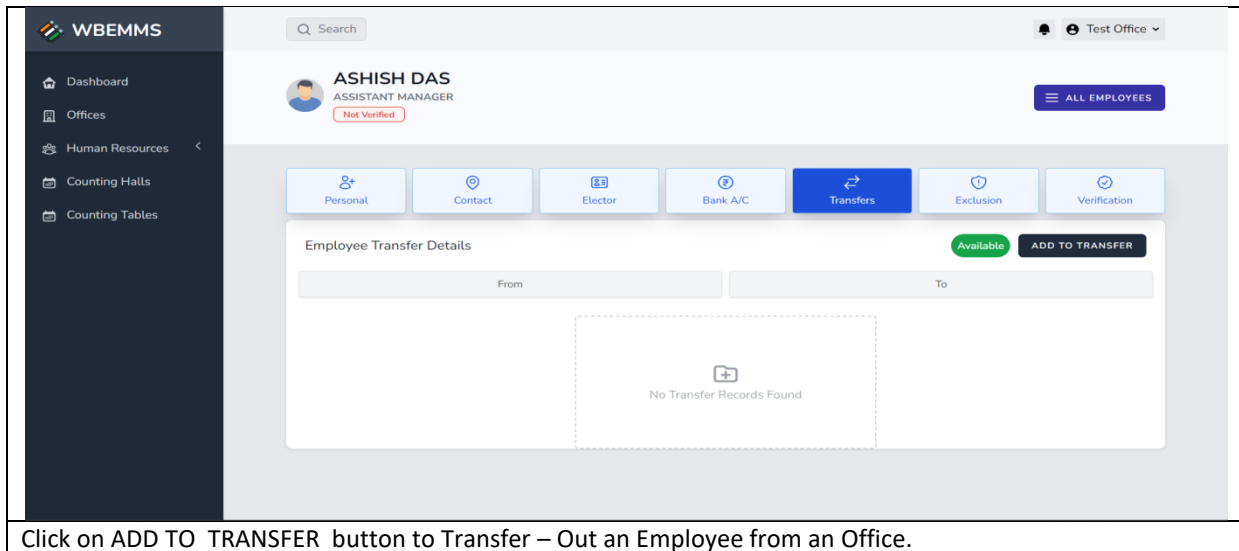 WBEMMS
Search
Test Office
Dashboard
Offices
Human Resources
Counting Halls
Counting Tables
ASHISH DAS
ASSISTANT MANAGER
Not Verified
ALL EMPLOYEES
Personal
Contact
Elector
Bank A/C
Transfers
Exclusion
Verification
Employee Transfer Details
Available
ADD TO TRANSFER
From
To
No Transfer Records Found
Click on ADD TO TRANSFER button to Transfer – Out an Employee from an Office.